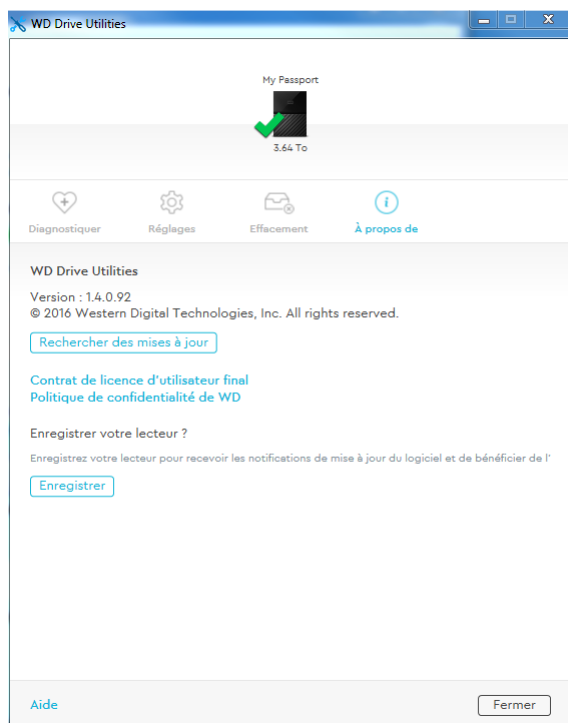 WD Drive Utilities
My Passport
3.64 To
Diagnostiquer
Réglages
Effacement
À propos de
WD Drive Utilities
Version : 1.4.0.92
© 2016 Western Digital Technologies, Inc. All rights reserved.
Rechercher des mises à jour
Contrat de licence d'utilisateur final
Politique de confidentialité de WD
Enregistrer votre lecteur ?
Enregistrez votre lecteur pour recevoir les notifications de mise à jour du logiciel et de bénéficier de l'
Enregistrer
Aide
Fermer